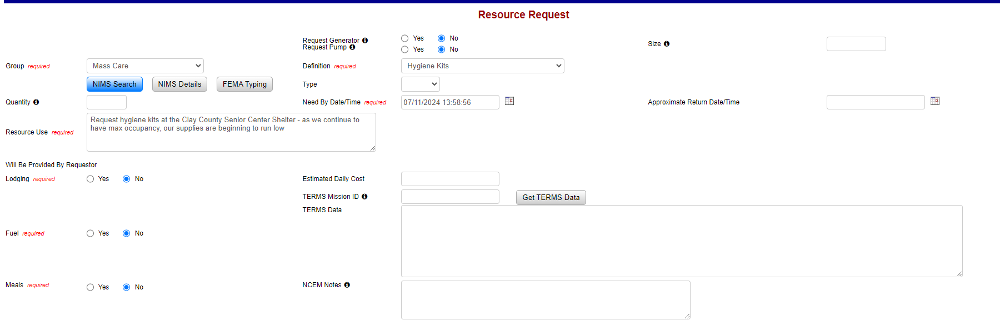 Resource Request
Request Generator Yes No
Size
Request Pump Yes No
Group required Mass Care Definition required Hygiene Kits
NIMS Search NIMS Details FEMA Typing Type
Quantity Need By Date/Time required 07/11/2024 13:58:56 Approximate Return Date/Time
Resource Use required
Request hygiene kits at the Clay County Senior Center Shelter - as we continue to
have max occupancy, our supplies are beginning to run low
Will Be Provided By Requestor
Lodging required Yes No Estimated Daily Cost
TERMS Mission ID Get TERMS Data
TERMS Data
Fuel required Yes No
Meals required Yes No NCEM Notes